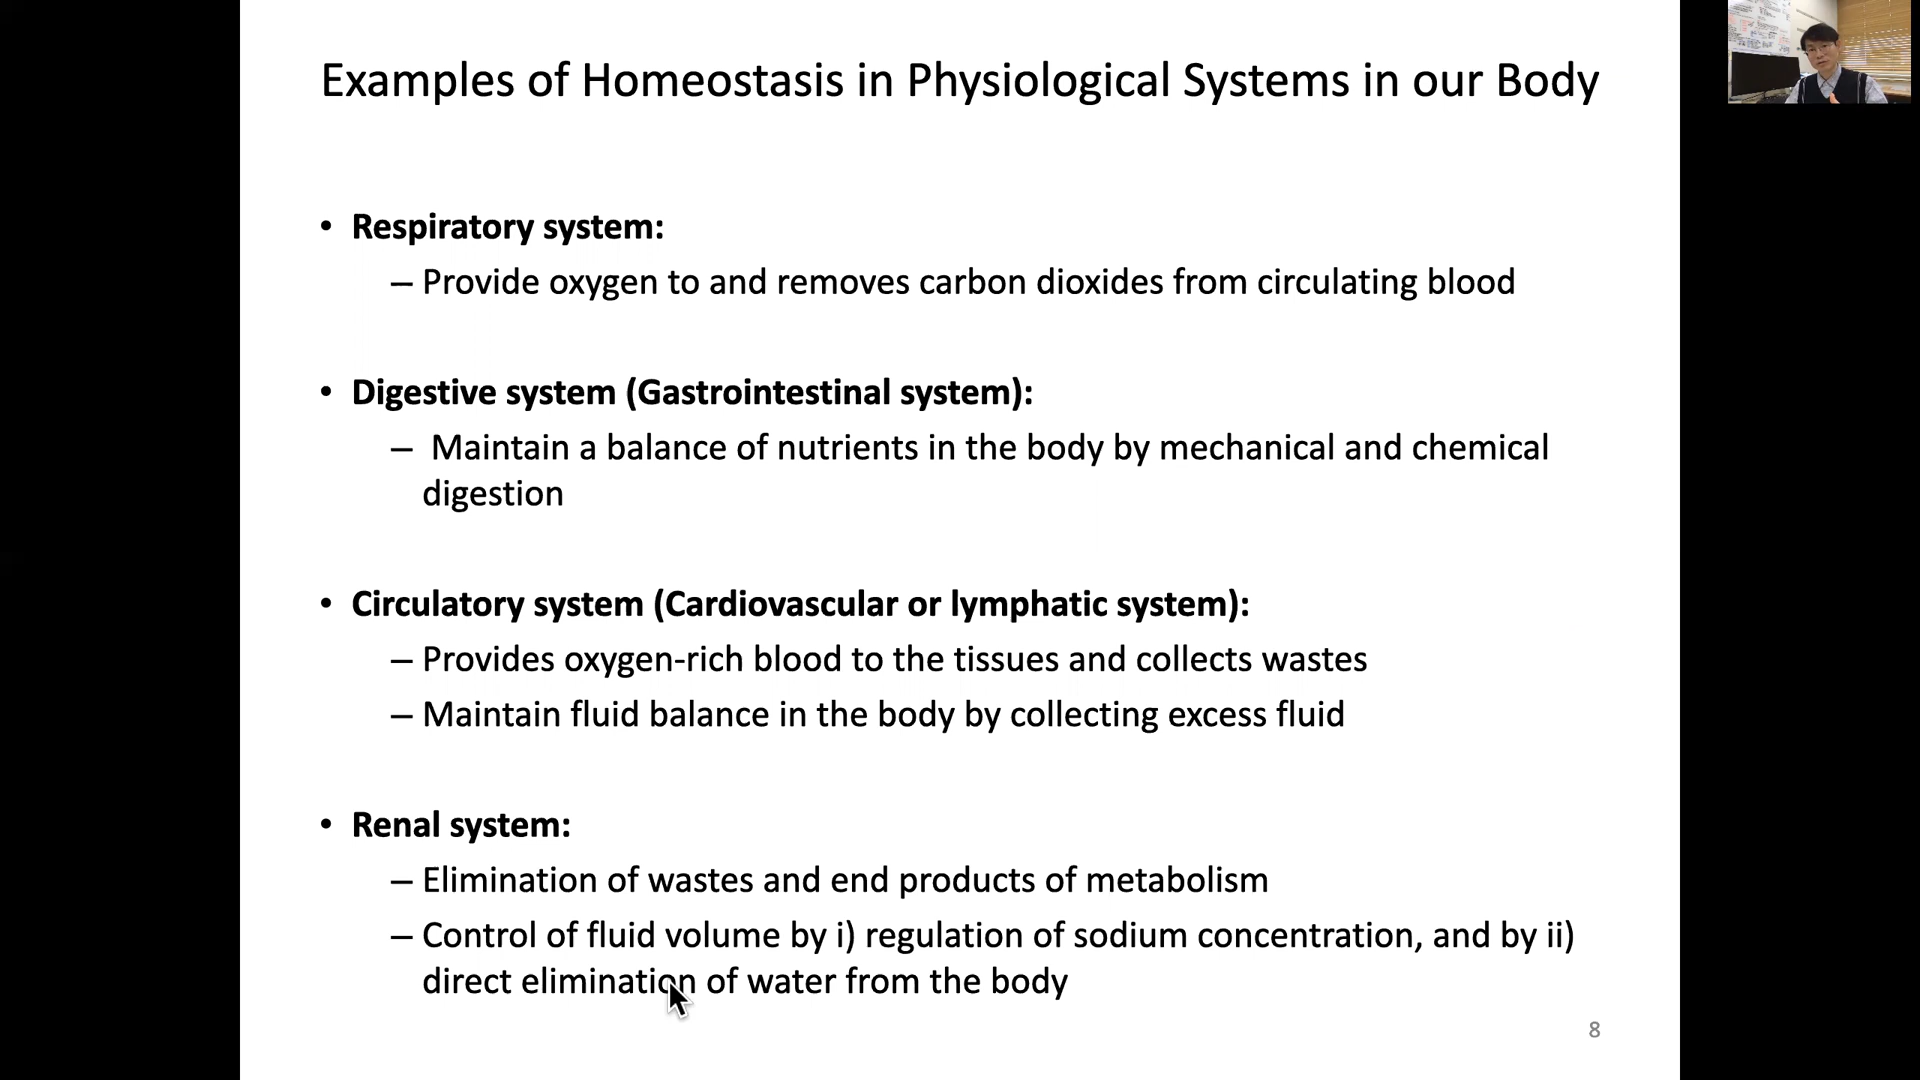 Examples of Homeostasis in Physiological Systems in our Body
• Respiratory system:
– Provide oxygen to and removes carbon dioxides from circulating blood
• Digestive system (Gastrointestinal system):
– Maintain a balance of nutrients in the body by mechanical and chemical
digestion
• Circulatory system (Cardiovascular or lymphatic system):
– Provides oxygen-rich blood to the tissues and collects wastes
– Maintain fluid balance in the body by collecting excess fluid
• Renal system:
– Elimination of wastes and end products of metabolism
– Control of fluid volume by i) regulation of sodium concentration, and by ii)
direct elimination of water from the body
8